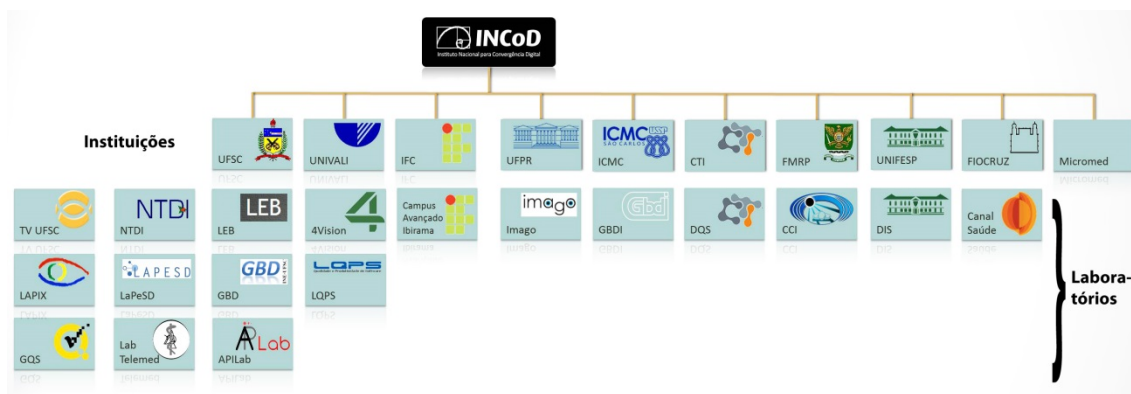 INCoD
Instituto Nacional para Convergência Digital
Instituições
UFSC
UNIVALI
IFC
UFPR
ICMC USP
SÃO CARLOS
ICMC
CTI
FMRP
UNIFESP
FIOCRUZ
Micromed
TV UFSC
NTDI
NTDI
LEB
LEB
4
4Vision
Campus
Avançado
Ibirama
imago
Imago
Gbdi
GBDI
DQS
CCI
DIS
Canal
Saúde
Labora-
tórios
LAPIX
LAPESD
LaPeSD
GBD
GBD
LQPS
LQPS
GQS
Lab
Telemed
APILab
APILab